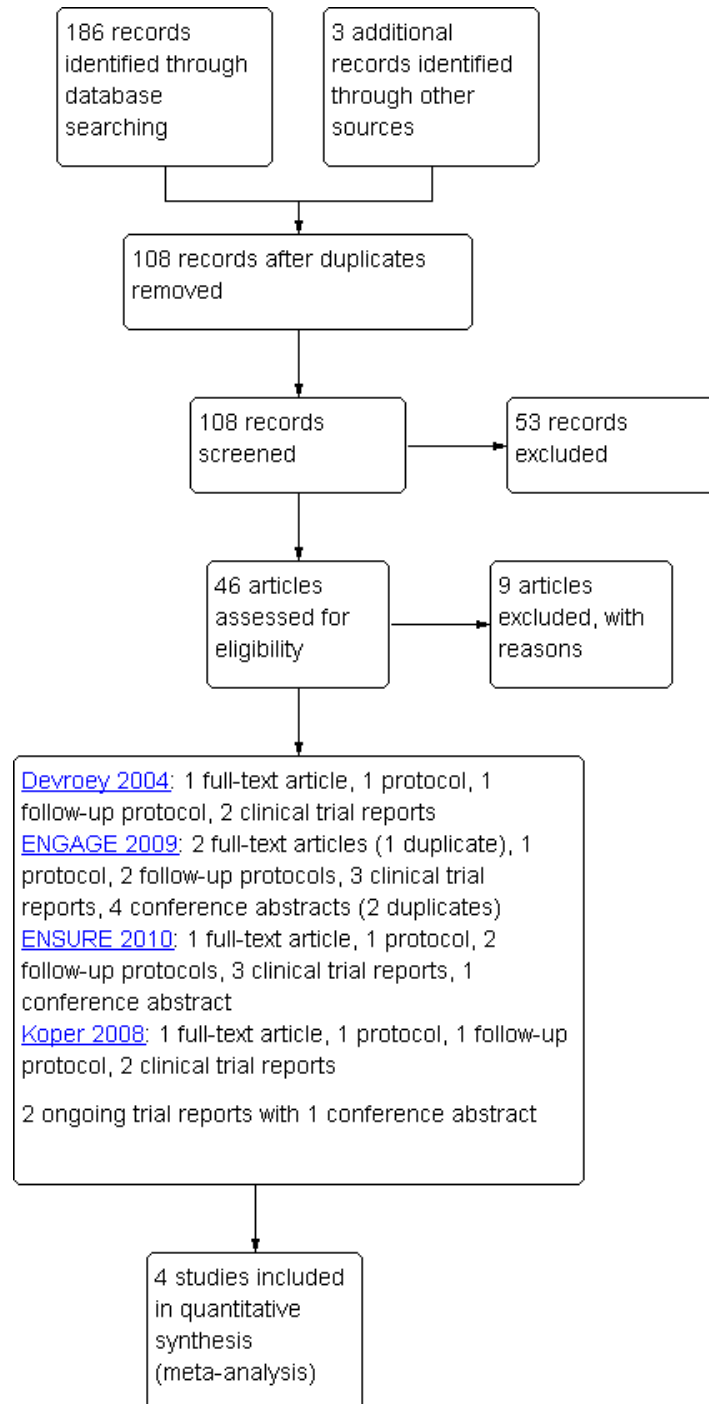 186 records
identified through
database
searching
3 additional
records identified
through other
sources
108 records after duplicates
removed
108 records
screened
53 records
excluded
46 articles
assessed for
eligibility
9 articles
excluded, with
reasons
Devroey 2004: 1 full-text article, 1 protocol, 1
follow-up protocol, 2 clinical trial reports
ENGAGE 2009: 2 full-text articles (1 duplicate), 1
protocol, 2 follow-up protocols, 3 clinical trial
reports, 4 conference abstracts (2 duplicates)
ENSURE 2010: 1 full-text article, 1 protocol, 2
follow-up protocols, 3 clinical trial reports, 1
conference abstract
Koper 2008: 1 full-text article, 1 protocol, 1 follow-up
protocol, 2 clinical trial reports
2 ongoing trial reports with 1 conference abstract
4 studies included
in quantitative
synthesis
(meta-analysis)